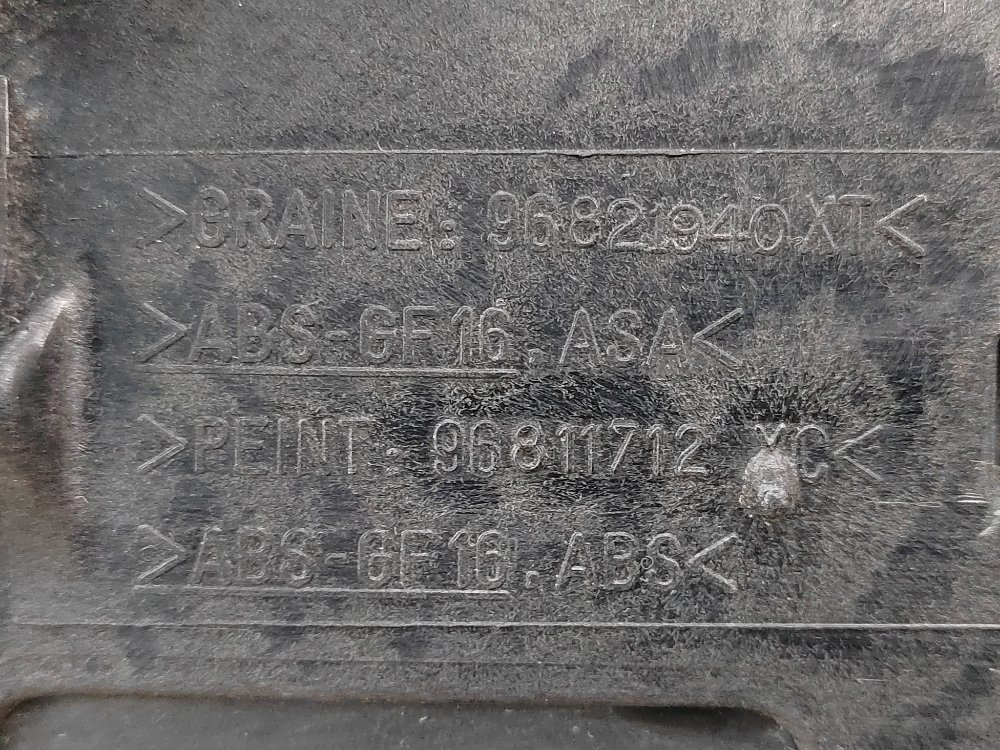 >GRAINE: 96821940XT<
>ABS-GF16.ASA<
>PEINT: 96811712 XC<
>ABS-GF16.ABS<